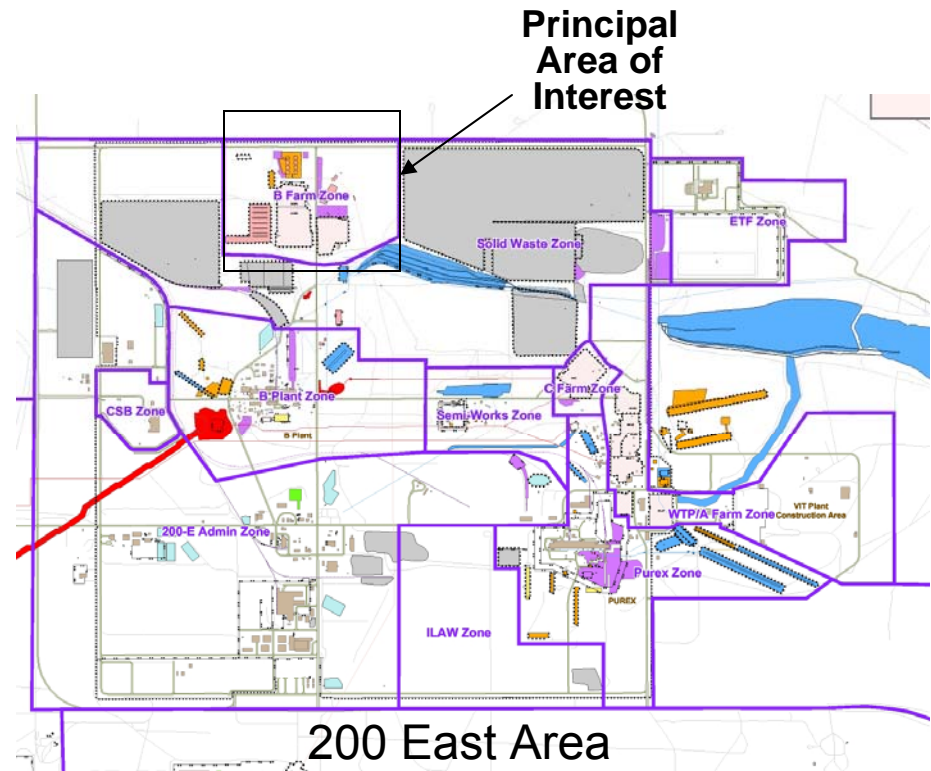 Principal
Area of
Interest
B Farm Zone
ETF Zone
Solid Waste Zone
C Farm Zone
CSB Zone
B Plant Zone
Semi-Works Zone
B Plant
WTP/A Farm Zone
VIT Plant
Construction Area
200-E Admin Zone
Purex Zone
PUREX
ILAW Zone
200 East Area